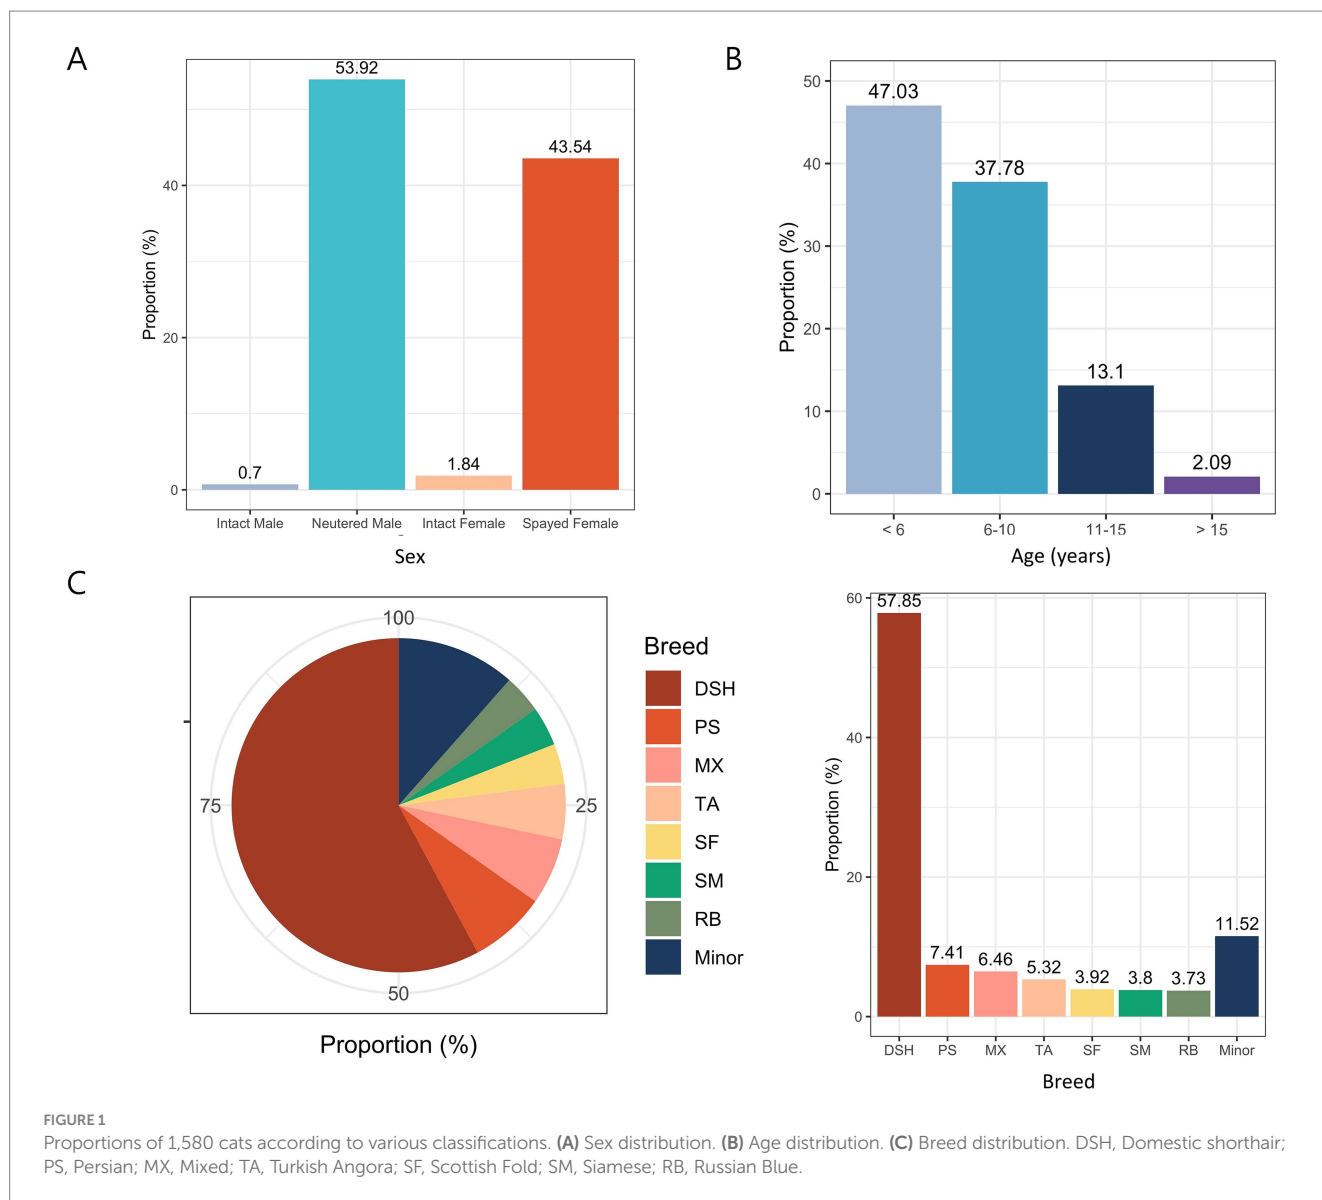 A
53.92
43.54
40
20
0
0.7
1.84
Proportion (%)
Intact Male
Neutered Male
Intact Female
Spayed Female
Sex
B
50
40
30
20
10
0
47.03
37.78
13.1
2.09
Proportion (%)
< 6
6-10
11-15
> 15
Age (years)
C
100
25
50
75
Proportion (%)
Breed
DSH
PS
MX
TA
SF
SM
RB
Minor
60
40
20
0
57.85
7.41
6.46
5.32
3.92
3.8
3.73
11.52
Proportion (%)
DSH
PS
MX
TA
SF
SM
RB
Minor
Breed
FIGURE 1
Proportions of 1,580 cats according to various classifications. (A) Sex distribution. (B) Age distribution. (C) Breed distribution. DSH, Domestic shorthair;
PS, Persian; MX, Mixed; TA, Turkish Angora; SF, Scottish Fold; SM, Siamese; RB, Russian Blue.